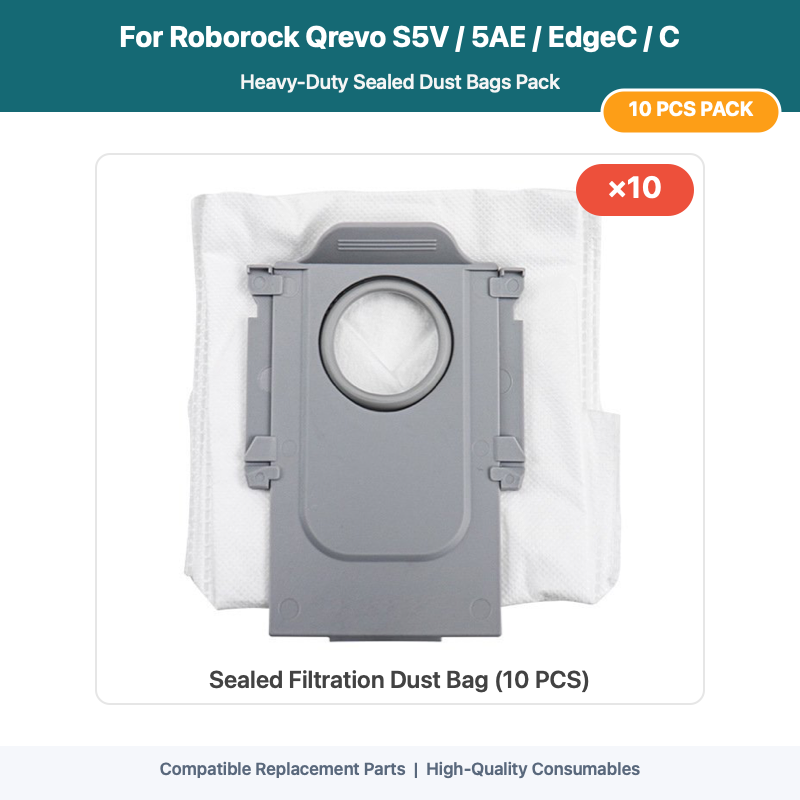 For Roborock Qrevo S5V / 5AE / EdgeC / C
Heavy-Duty Sealed Dust Bags Pack
10 PCS PACK
×10
Sealed Filtration Dust Bag (10 PCS)
Compatible Replacement Parts | High-Quality Consumables